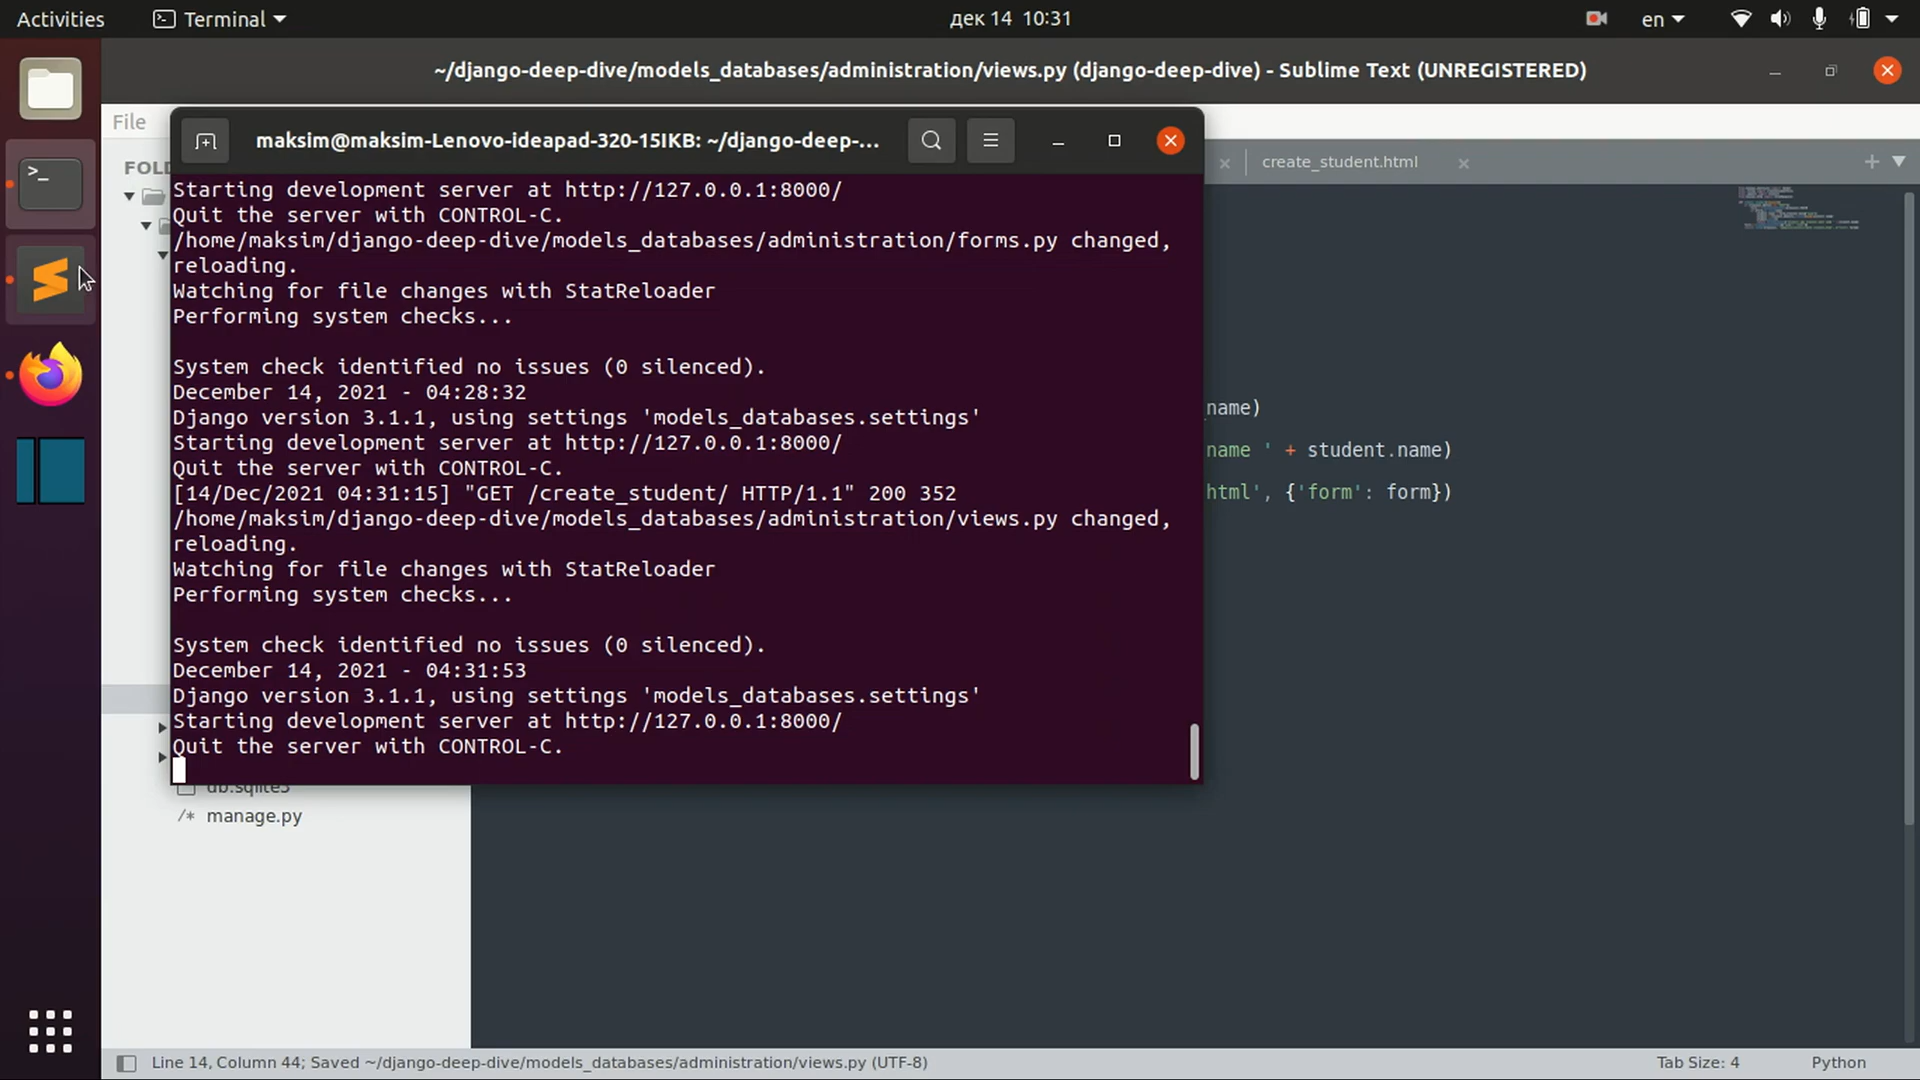 Activities
Terminal
дек 14 10:31
en
~/django-deep-dive/models_databases/administration/views.py (django-deep-dive) - Sublime Text (UNREGISTERED)
File
maksim@maksim-Lenovo-ideapad-320-15IKB: ~/django-deep-...
create_student.html
FOL
Starting development server at http://127.0.0.1:8000/
Quit the server with CONTROL-C.
/home/maksim/django-deep-dive/models_databases/administration/forms.py changed,
reloading.
Watching for file changes with StatReloader
Performing system checks...
System check identified no issues (0 silenced).
December 14, 2021 - 04:28:32
Django version 3.1.1, using settings 'models_databases.settings'
Starting development server at http://127.0.0.1:8000/
Quit the server with CONTROL-C.
[14/Dec/2021 04:31:15] "GET /create_student/ HTTP/1.1" 200 352
/home/maksim/django-deep-dive/models_databases/administration/views.py changed,
reloading.
Watching for file changes with StatReloader
Performing system checks...
System check identified no issues (0 silenced).
December 14, 2021 - 04:31:53
Django version 3.1.1, using settings 'models_databases.settings'
Starting development server at http://127.0.0.1:8000/
Quit the server with CONTROL-C.
name)
name ' + student.name)
html', {'form': form})
db.sqlite3
/* manage.py
Line 14, Column 44; Saved ~/django-deep-dive/models_databases/administration/views.py (UTF-8)
Tab Size: 4
Python